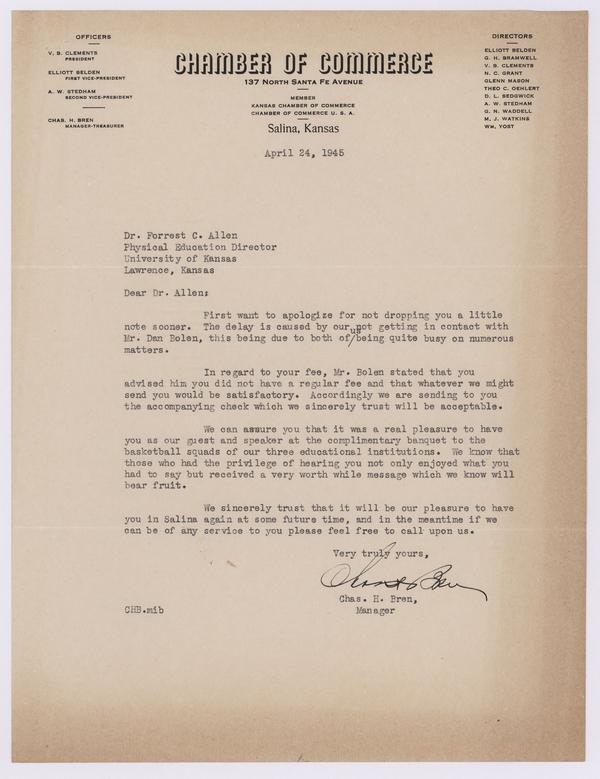 OFFICERS
V. B. CLEMENTS
PRESIDENT
ELLIOTT BELDEN
FIRST VICE-PRESIDENT
A. W. STEDHAM
SECOND VICE-PRESIDENT
CHAS. H. BREN
MANAGER-TREASURER
CHAMBER OF COMMERCE
137 NORTH SANTA FE AVENUE
MEMBER
KANSAS CHAMBER OF COMMERCE
CHAMBER OF COMMERCE U. S. A.
Salina, Kansas
DIRECTORS
ELLIOTT BELDEN
G. H. BRAMWELL
V. B. CLEMENTS
N. C. GRANT
GLENN MASON
THEO C. OEHLERT
D. L. SEDGWICK
A. W. STEDHAM
G. N. WADDELL
M. J. WATKINS
WM. YOST
April 24, 1945
Dr. Forrest C. Allen
Physical Education Director
University of Kansas
Lawrence, Kansas
Dear Dr. Allen:
First want to apologize for not dropping you a little
note sooner. The delay is caused by our not getting in contact with
Mr. Dan Bolen, this being due to both of/us being quite busy on numerous
matters.
In regard to your fee, Mr. Bolen stated that you
advised him you did not have a regular fee and that whatever we might
send you would be satisfactory. Accordingly we are sending to you
the accompanying check which we sincerely trust will be acceptable.
We can assure you that it was a real pleasure to have
you as our guest and speaker at the complimentary banquet to the
basketball squads of our three educational institutions. We know that
those who had the privilege of hearing you not only enjoyed what you
had to say but received a very worth while message which we know will
bear fruit.
We sincerely trust that it will be our pleasure to have
you in Salina again at some future time, and in the meantime if we
can be of any service to you please feel free to call upon us.
Very truly yours,
Chas H Bren
Chas. H. Bren,
Manager
CHB.mib